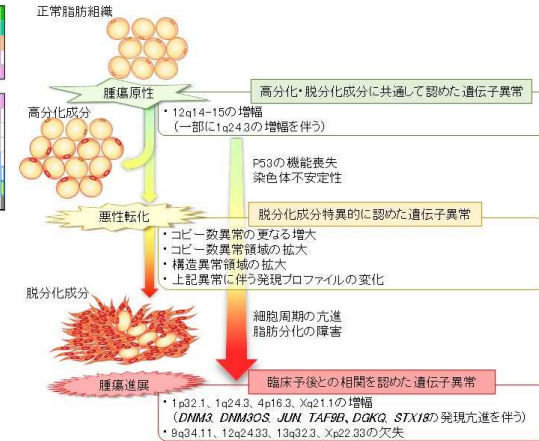 正常脂肪組織
腫瘍原性
高分化・脱分化成分に共通して認めた遺伝子異常
・12q14-15の増幅
（一部に1q24.3の増幅を伴う）
高分化成分
P53の機能喪失
染色体不安定性
悪性転化
脱分化成分特異的に認めた遺伝子異常
・コピー数異常の更なる増大
・コピー数異常領域の拡大
・構造異常領域の拡大
・上記異常に伴う発現プロファイルの変化
脱分化成分
細胞周期の亢進
脂肪分化の障害
腫瘍進展
臨床予後との相関を認めた遺伝子異常
・1p32.1、1q24.3、4p16.3、Xq21.1の増幅
（DNM3, DNM3OS, JUN, TAF9B, DGKQ, STX18の発現亢進を伴う）
・9q34.11、12q24.33、13q32.3、Xp22.33の欠失